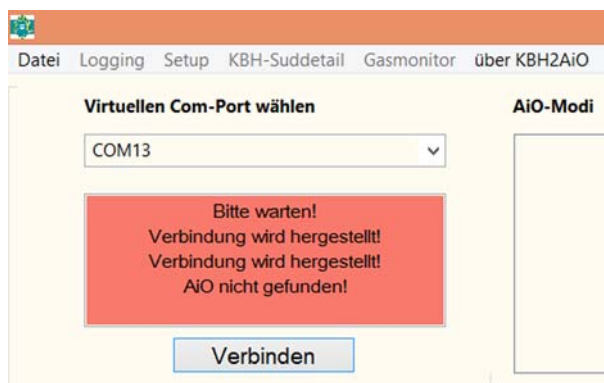 Datei Logging Setup KBH-Suddetail Gasmonitor über KBH2AiO
Virtuellen Com-Port wählen
AiO-Modi
COM13
Bitte warten!
Verbindung wird hergestellt!
Verbindung wird hergestellt!
AiO nicht gefunden!
Verbinden